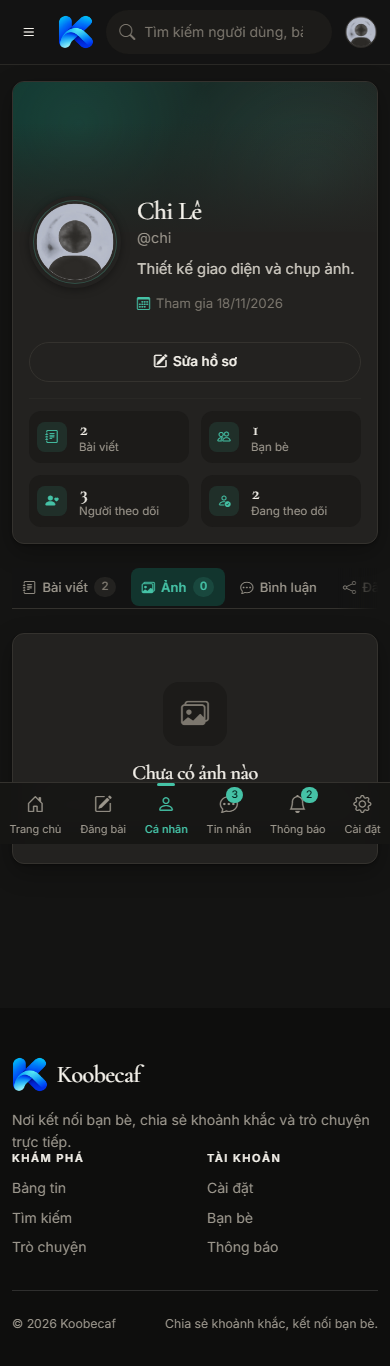 Tìm kiếm người dùng, bà
Chi Lê
@chi
Thiết kế giao diện và chụp ảnh.
Tham gia 18/11/2026
Sửa hồ sơ
2
Bài viết
1
Bạn bè
3
Người theo dõi
2
Đang theo dõi
Bài viết 2
Ảnh 0
Bình luận
Chưa có ảnh nào
3
2
Trang chủ
Đăng bài
Cá nhân
Tin nhắn
Thông báo
Cài đặt
Koobecaf
Nơi kết nối bạn bè, chia sẻ khoảnh khắc và trò chuyện
trực tiếp.
KHÁM PHÁ
Bảng tin
Tìm kiếm
Trò chuyện
TÀI KHOẢN
Cài đặt
Bạn bè
Thông báo
© 2026 Koobecaf
Chia sẻ khoảnh khắc, kết nối bạn bè.